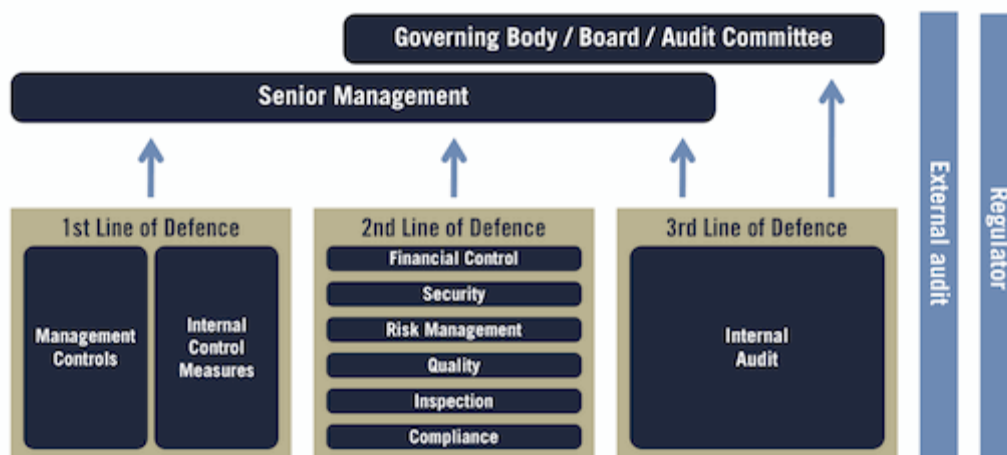 Governing Body / Board / Audit Committee
Senior Management
1st Line of Defence
Management
Controls
Internal
Control
Measures
2nd Line of Defence
Financial Control
Security
Risk Management
Quality
Inspection
Compliance
3rd Line of Defence
Internal
Audit
External audit
Regulator